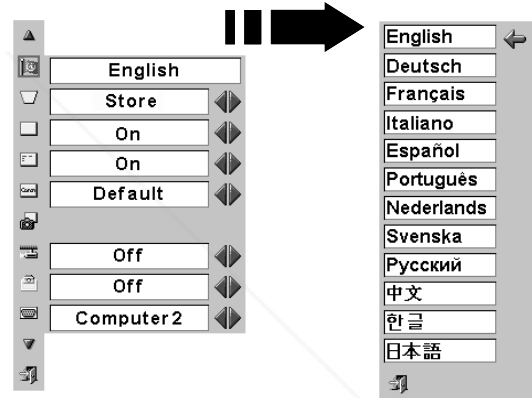 English
Store
On
On
Canon
Default
Off
Off
Computer2
English
Deutsch
Français
Italiano
Español
Português
Nederlands
Svenska
Русский
中文
한글
日本語